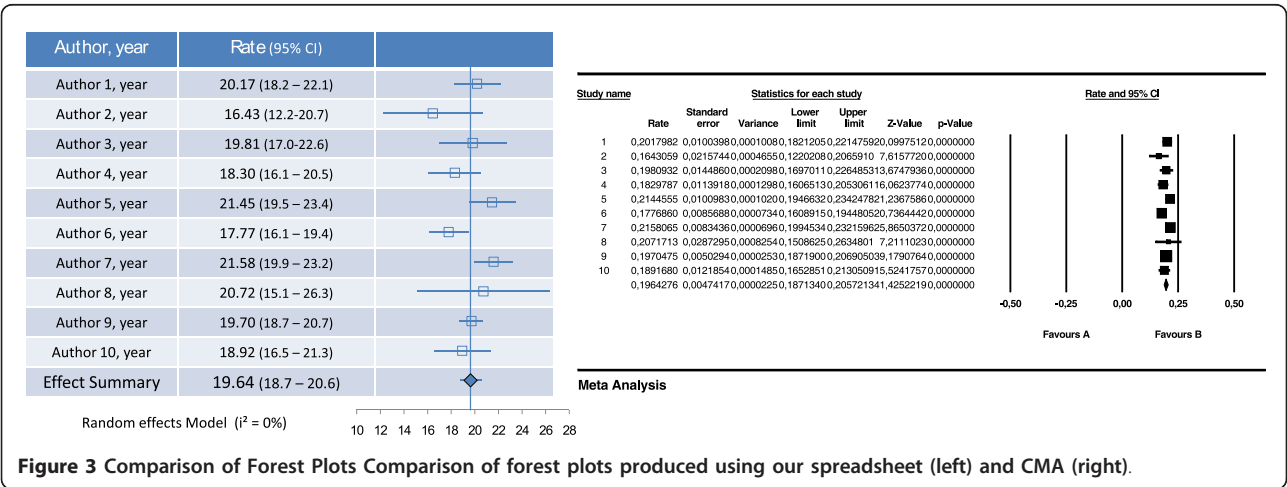 Author, year Rate (95% CI)
Author 1, year 20.17 (18.2 – 22.1)
Author 2, year 16.43 (12.2-20.7)
Author 3, year 19.81 (17.0-22.6)
Author 4, year 18.30 (16.1 – 20.5)
Author 5, year 21.45 (19.5 – 23.4)
Author 6, year 17.77 (16.1 – 19.4)
Author 7, year 21.58 (19.9 – 23.2)
Author 8, year 20.72 (15.1 – 26.3)
Author 9, year 19.70 (18.7 – 20.7)
Author 10, year 18.92 (16.5 – 21.3)
Effect Summary 19.64 (18.7 – 20.6)
Random effects Model (i² = 0%)
10 12 14 16 18 20 22 24 26 28
Study name Statistics for each study Rate and 95% CI
Standard Lower Upper
Rate error Variance limit limit Z-Value p-Value
1 0,2017982 0,0100398 0,0001008 0,1821205 0,2214759 20,0997512 0,0000000
2 0,1643059 0,0215744 0,0004655 0,1220208 0,2065910 7,6157720 0,0000000
3 0,1980932 0,0144860 0,0002098 0,1697011 0,2264853 13,6747936 0,0000000
4 0,1829787 0,0113918 0,0001298 0,1606513 0,2053061 16,0623774 0,0000000
5 0,2144555 0,0100983 0,0001020 0,1946632 0,2342478 21,2367586 0,0000000
6 0,1776860 0,0085688 0,0000734 0,1608915 0,1944805 20,7364442 0,0000000
7 0,2158065 0,0083436 0,0000696 0,1994534 0,2321596 25,8650372 0,0000000
8 0,2071713 0,0287295 0,0008254 0,1508625 0,2634801 7,2111023 0,0000000
9 0,1970475 0,0050294 0,0000253 0,1871900 0,2069050 39,1790764 0,0000000
10 0,1891680 0,0121854 0,0001485 0,1652851 0,2130509 15,5241757 0,0000000
0,1964276 0,0047417 0,0000225 0,1871340 0,2057213 41,4252219 0,0000000
-0,50 -0,25 0,00 0,25 0,50
Favours A Favours B
Meta Analysis
Figure 3 Comparison of Forest Plots Comparison of forest plots produced using our spreadsheet (left) and CMA (right).